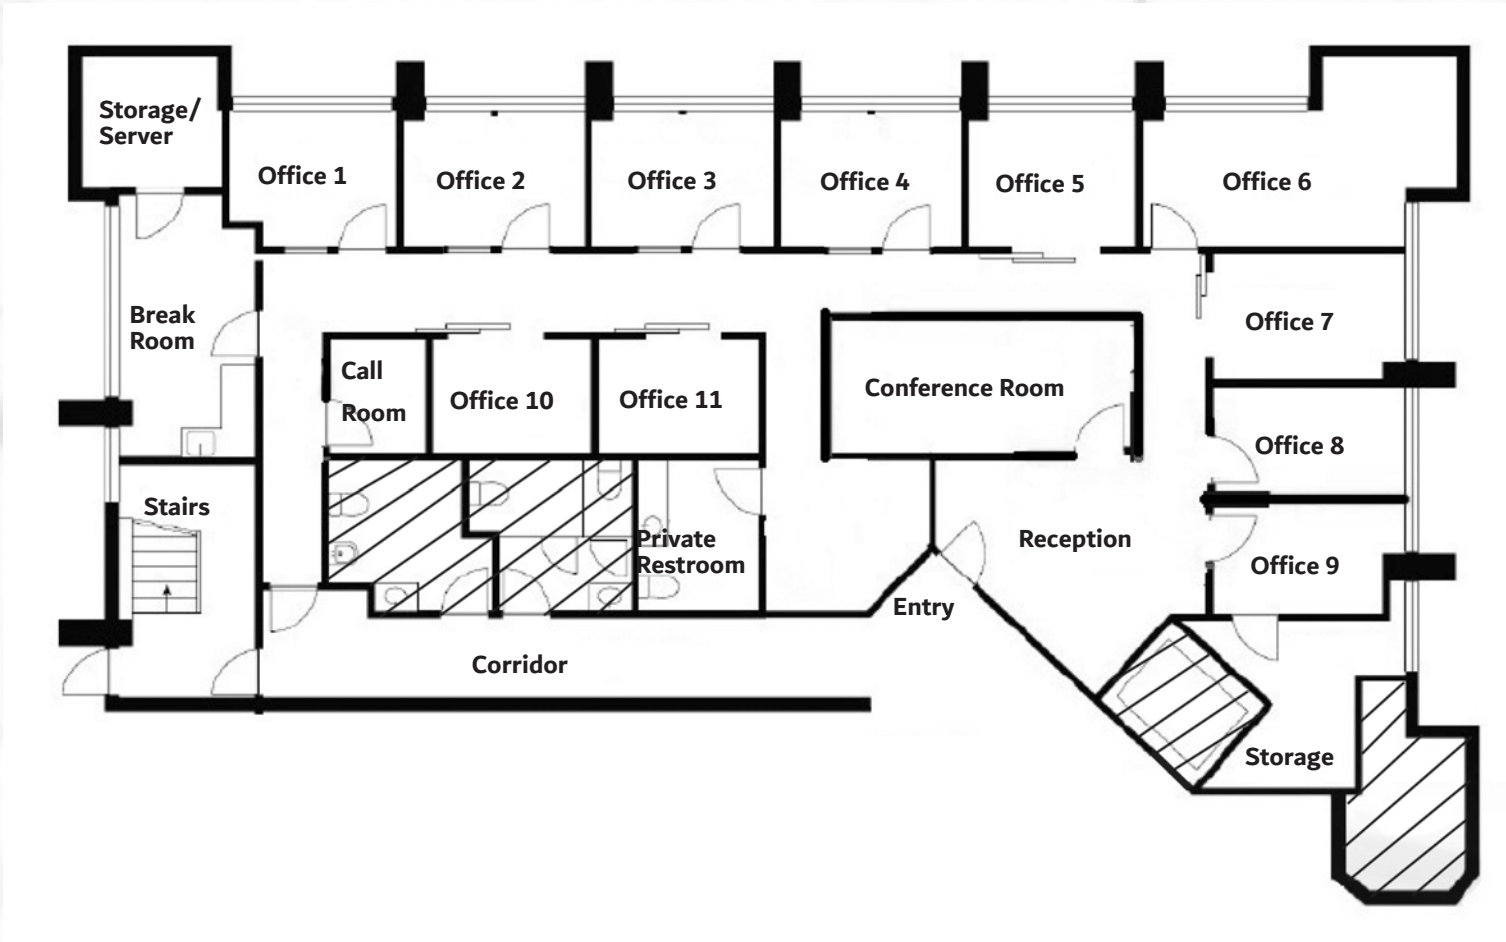 Storage/
Server
Office 1
Office 2
Office 3
Office 4
Office 5
Office 6
Break
Room
Call
Room
Office 10
Office 11
Conference Room
Office 7
Office 8
Stairs
Private
Restroom
Reception
Office 9
Entry
Corridor
Storage